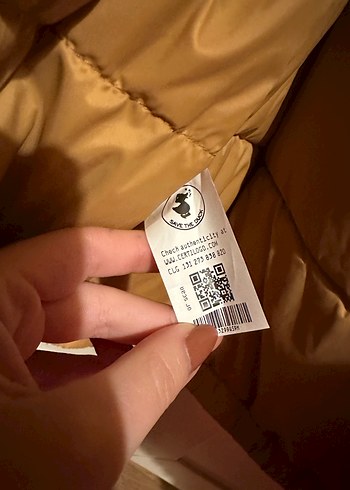 SAVE THE DUCK
Check authenticity at
WWW.CERTILOGO.COM
CLG 131 273 838 820